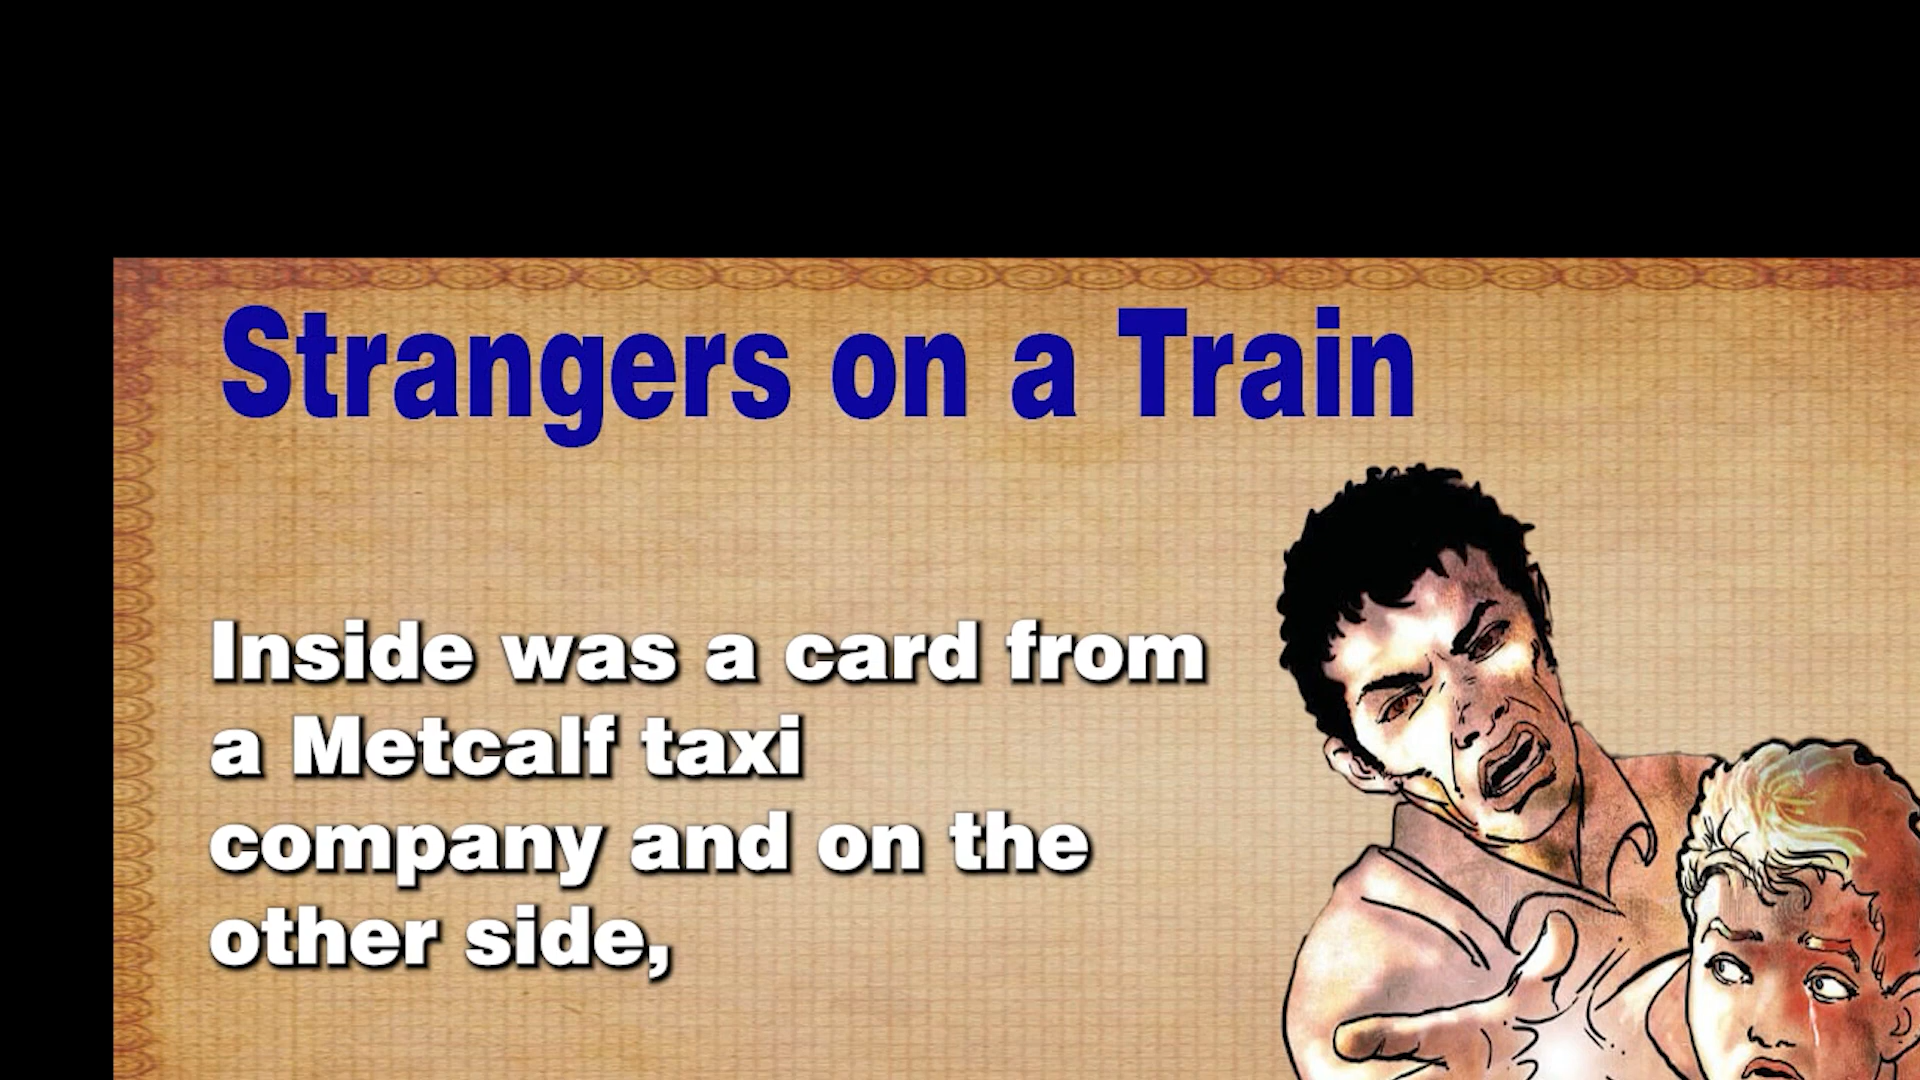 Strangers on a Train
Inside was a card from
a Metcalf taxi
company and on the
other side,